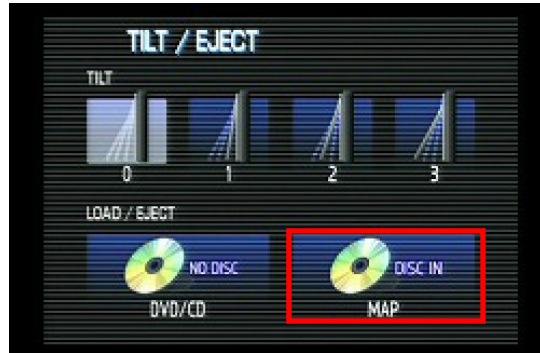 TILT / EJECT
TILT
0 1 2 3
LOAD / EJECT
NO DISC DISC IN
DVD/CD MAP